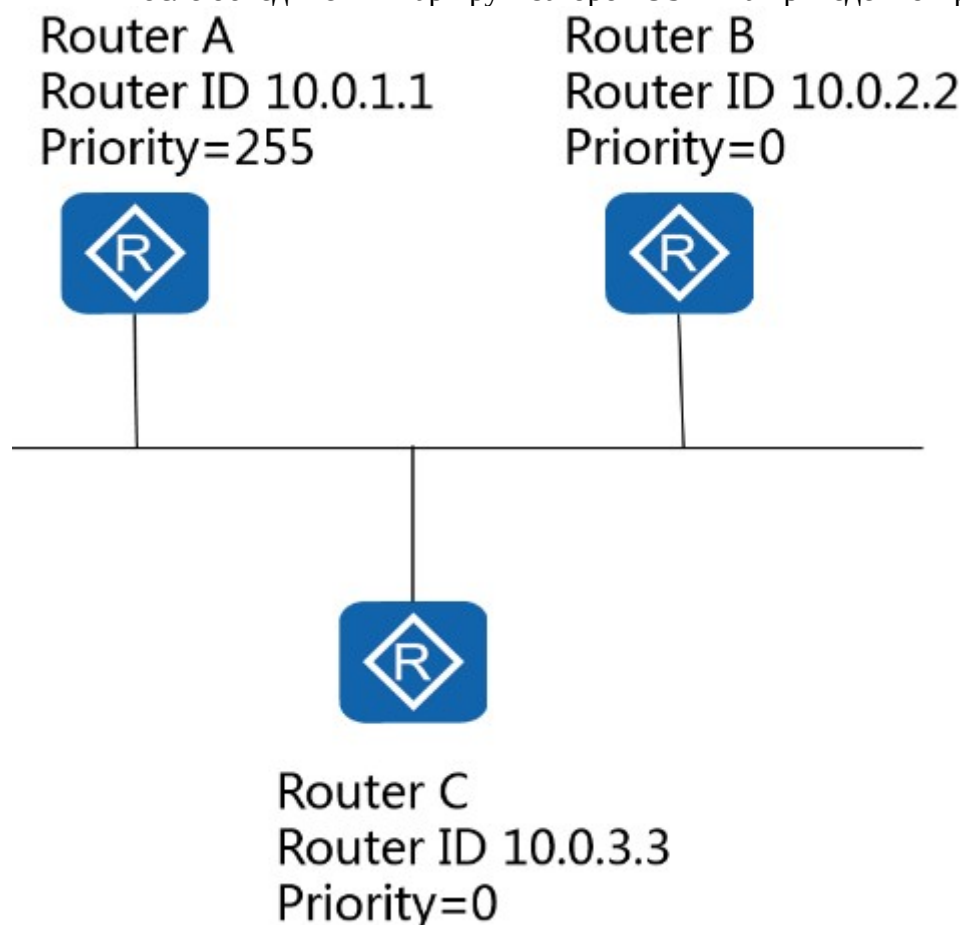 Router A
Router B
Router ID 10.0.1.1
Router ID 10.0.2.2
Priority=255
Priority=0
R
R
R
Router C
Router ID 10.0.3.3
Priority=0